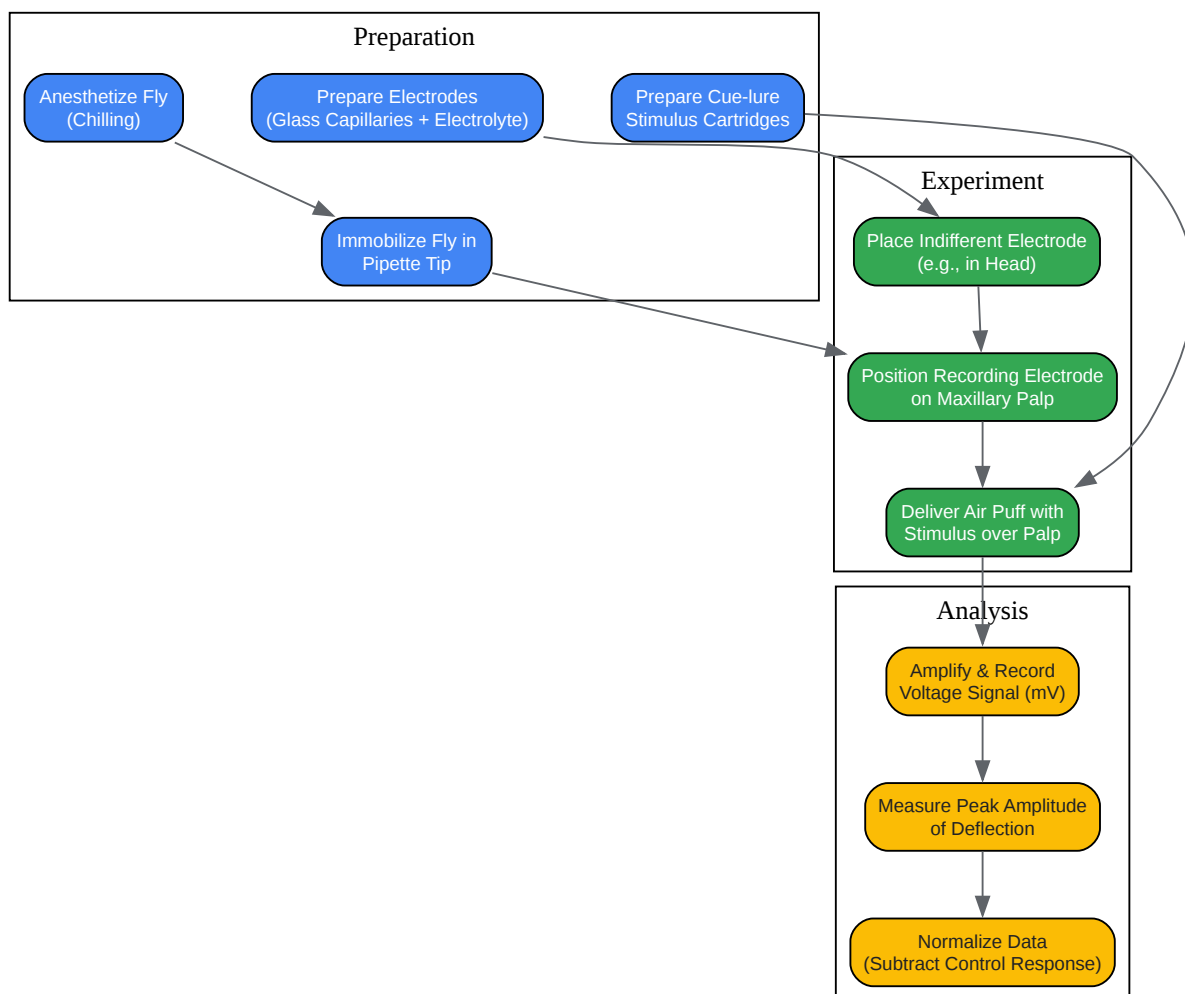 Preparation
Anesthetize Fly
(Chilling)
Prepare Electrodes
(Glass Capillaries + Electrolyte)
Prepare Cue-lure
Stimulus Cartridges
Immobilize Fly in
Pipette Tip
Experiment
Place Indifferent Electrode
(e.g., in Head)
Position Recording Electrode
on Maxillary Palp
Deliver Air Puff with
Stimulus over Palp
Analysis
Amplify & Record
Voltage Signal (mV)
Measure Peak Amplitude
of Deflection
Normalize Data
(Subtract Control Response)